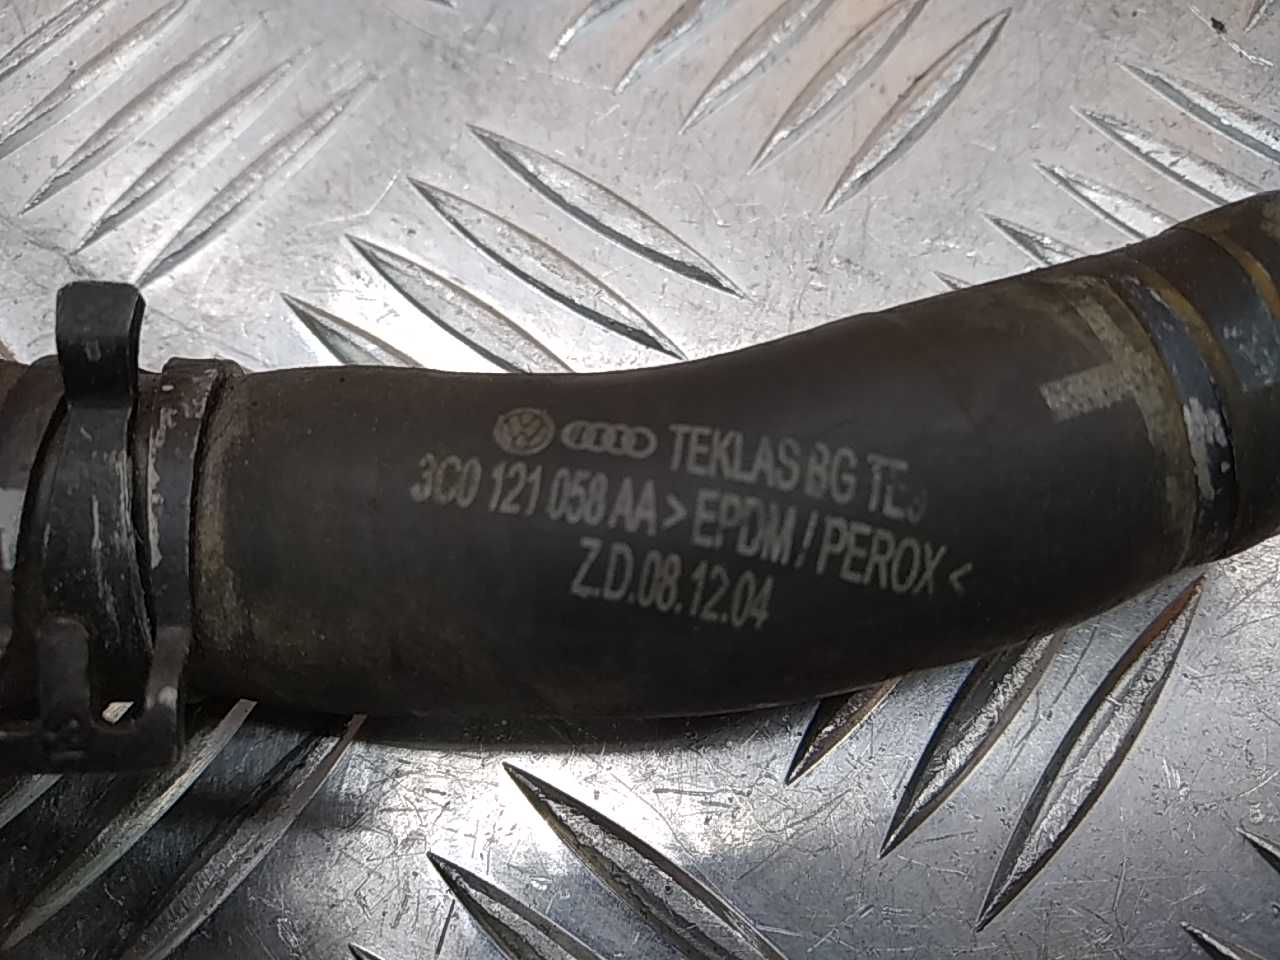 TEKLAS BG
3C0 121 058 AA > EPDM / PEROX <
Z.D.08.12.04